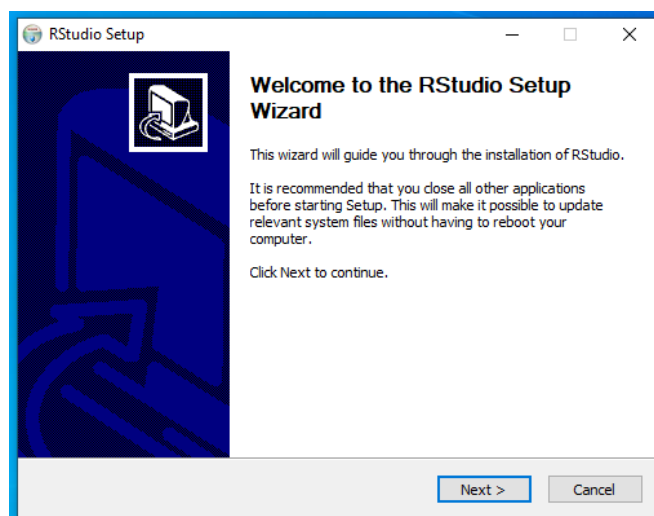 RStudio Setup
Welcome to the RStudio Setup
Wizard
This wizard will guide you through the installation of RStudio.
It is recommended that you close all other applications
before starting Setup. This will make it possible to update
relevant system files without having to reboot your
computer.
Click Next to continue.
Next >
Cancel